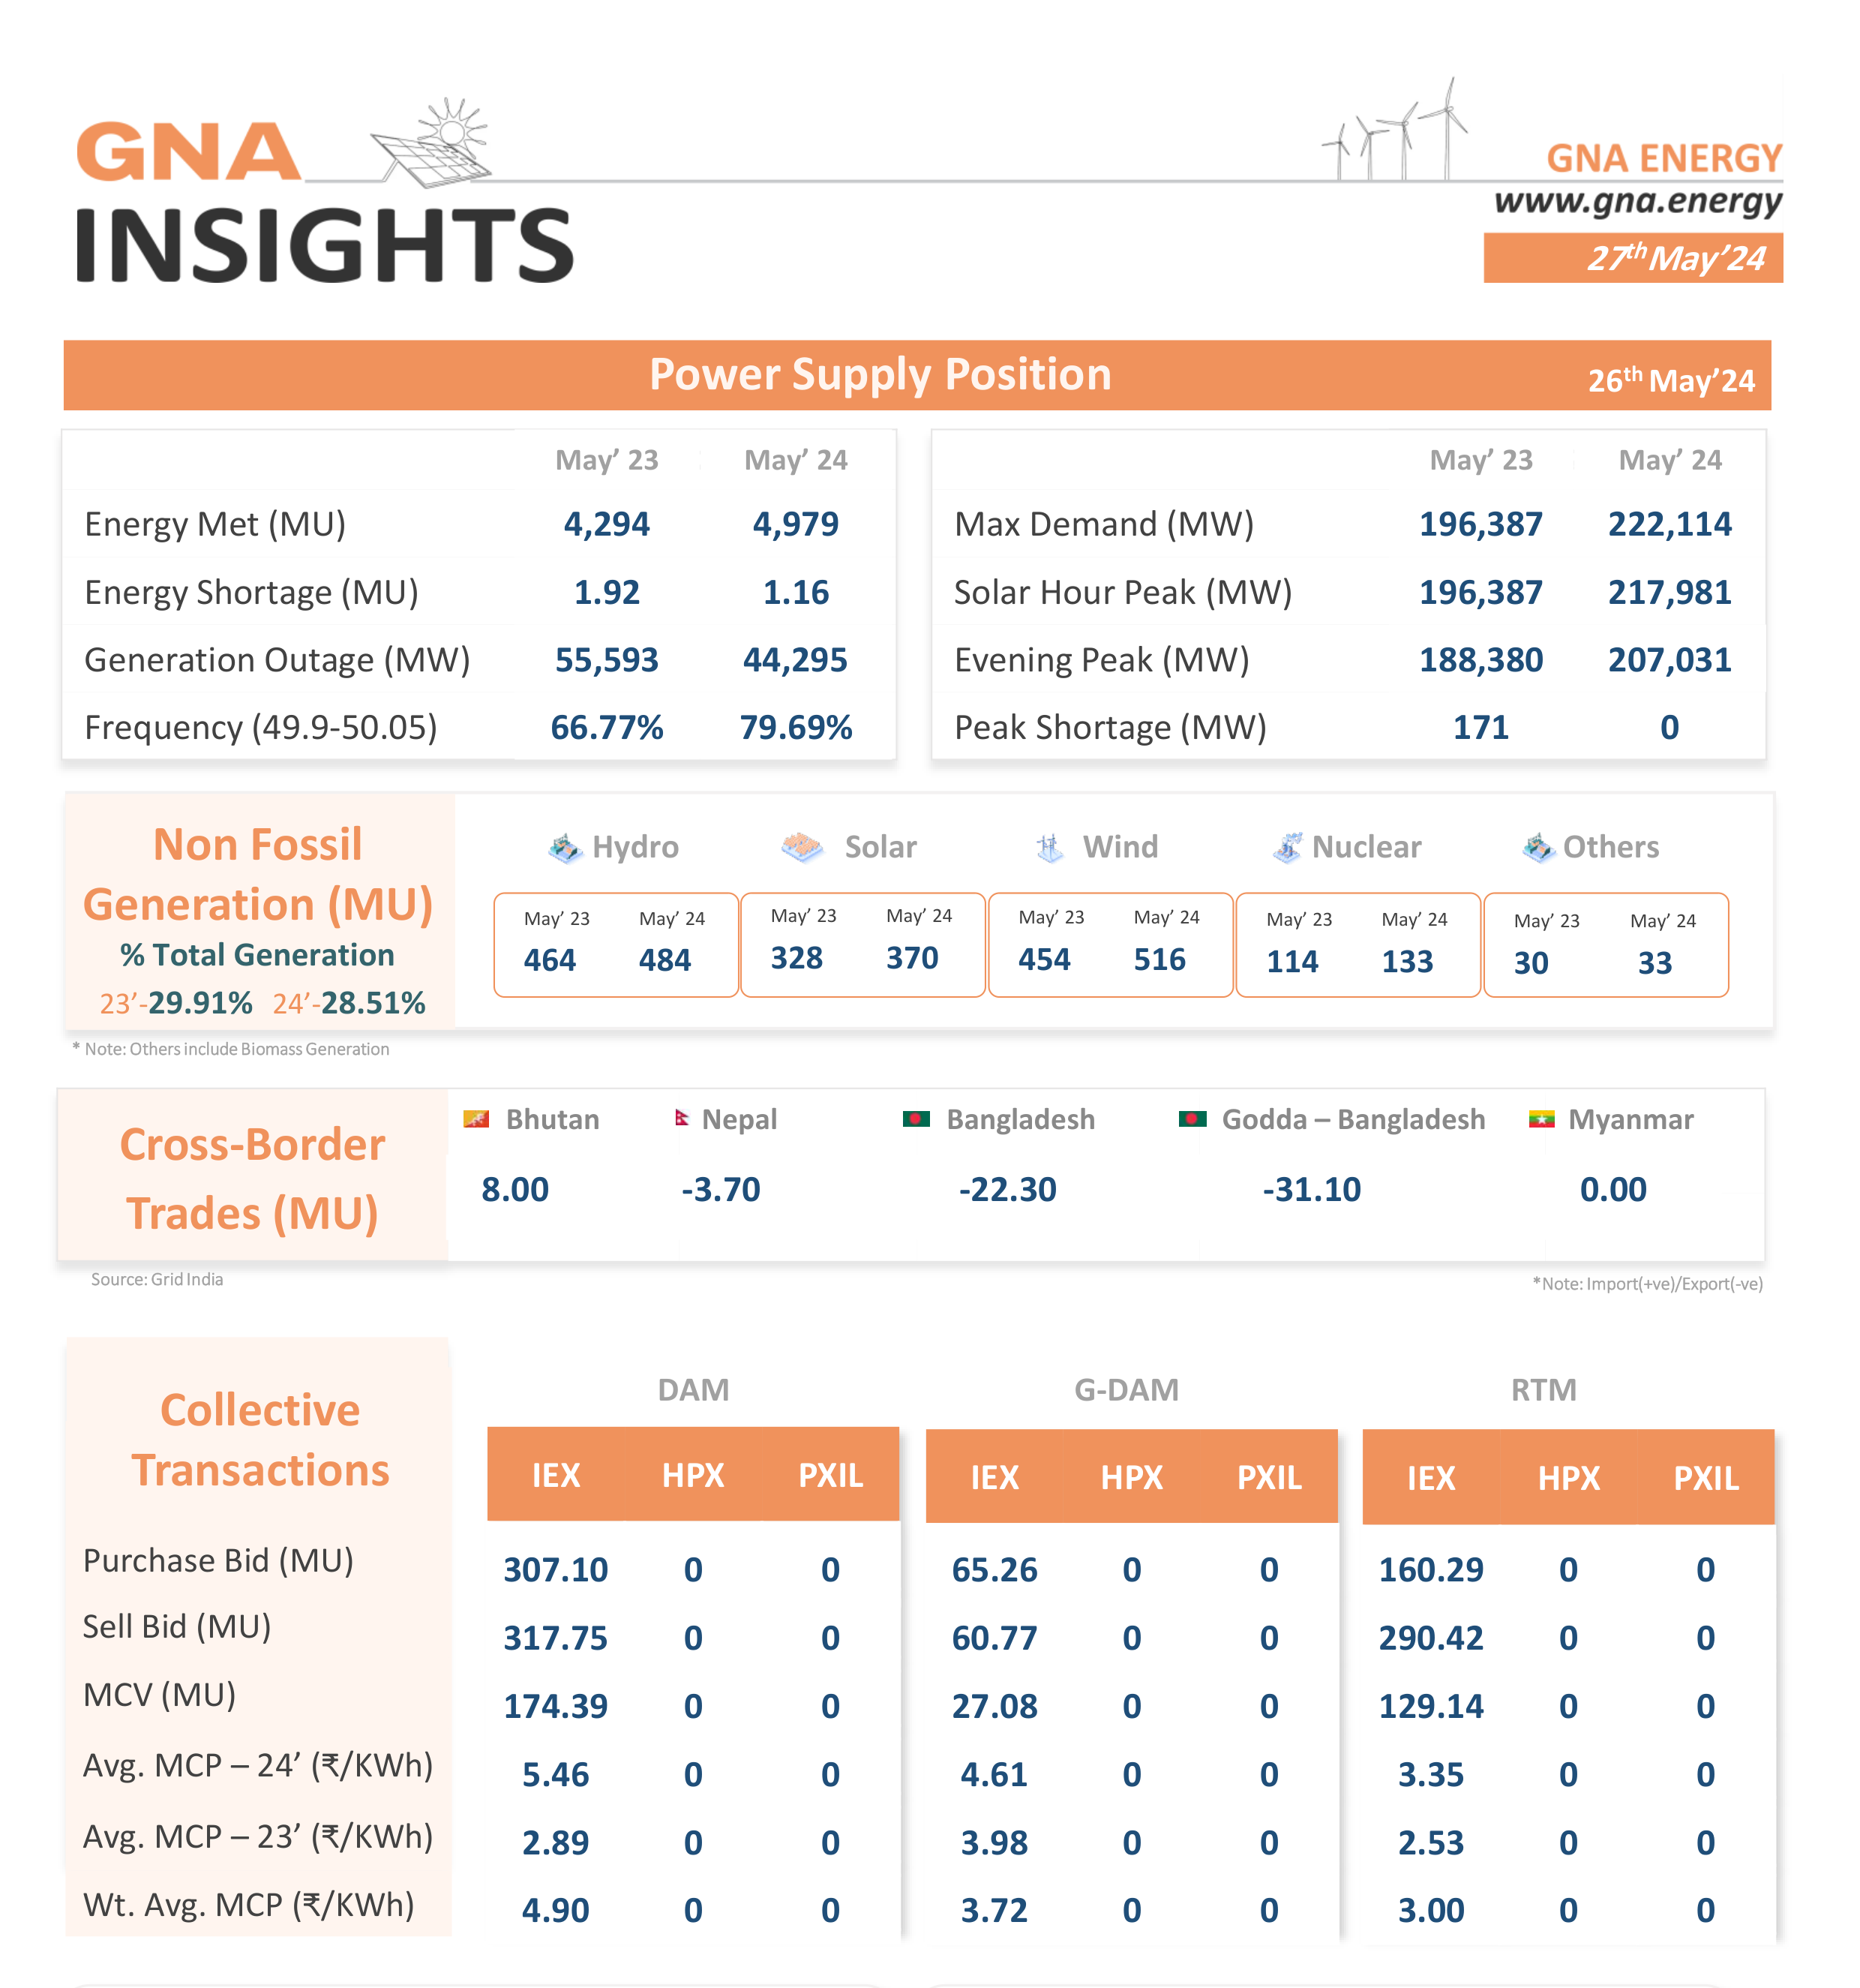 GNA
INSIGHTS
GNA ENERGY
www.gna.energy
27th May’24
Power Supply Position 26th May’24
May’ 23 May’ 24
Energy Met (MU) 4,294 4,979
Energy Shortage (MU) 1.92 1.16
Generation Outage (MW) 55,593 44,295
Frequency (49.9-50.05) 66.77% 79.69%
May’ 23 May’ 24
Max Demand (MW) 196,387 222,114
Solar Hour Peak (MW) 196,387 217,981
Evening Peak (MW) 188,380 207,031
Peak Shortage (MW) 171 0
Non Fossil
Generation (MU)
% Total Generation
23’-29.91% 24’-28.51%
Hydro Solar Wind Nuclear Others
May’ 23 May’ 24 May’ 23 May’ 24 May’ 23 May’ 24 May’ 23 May’ 24 May’ 23 May’ 24
464 484 328 370 454 516 114 133 30 33
* Note: Others include Biomass Generation
Cross-Border
Trades (MU)
Bhutan Nepal Bangladesh Godda – Bangladesh Myanmar
8.00 -3.70 -22.30 -31.10 0.00
Source: Grid India
*Note: Import(+ve)/Export(-ve)
Collective
Transactions
DAM G-DAM RTM
IEX HPX PXIL IEX HPX PXIL IEX HPX PXIL
Purchase Bid (MU) 307.10 0 0 65.26 0 0 160.29 0 0
Sell Bid (MU) 317.75 0 0 60.77 0 0 290.42 0 0
MCV (MU) 174.39 0 0 27.08 0 0 129.14 0 0
Avg. MCP – 24’ (₹/KWh) 5.46 0 0 4.61 0 0 3.35 0 0
Avg. MCP – 23’ (₹/KWh) 2.89 0 0 3.98 0 0 2.53 0 0
Wt. Avg. MCP (₹/KWh) 4.90 0 0 3.72 0 0 3.00 0 0